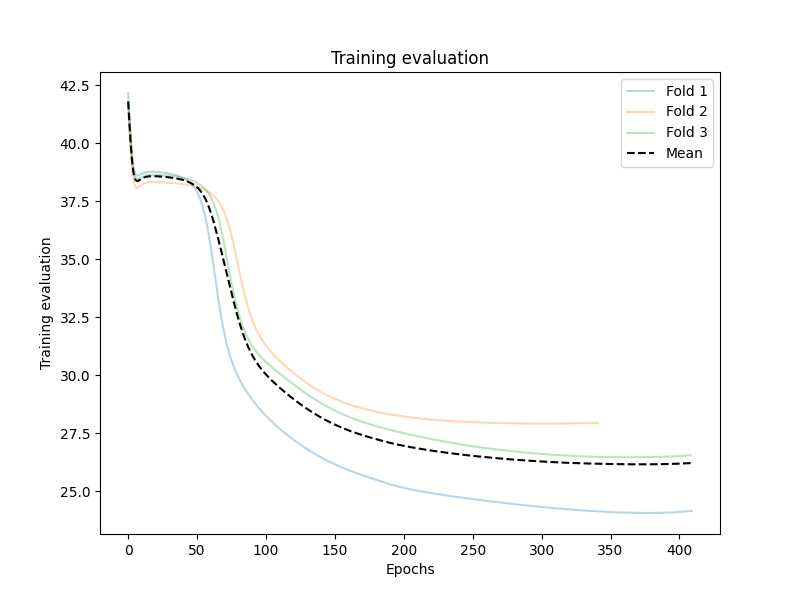 Training evaluation
Fold 1
Fold 2
Fold 3
Mean
Training evaluation
42.5
40.0
37.5
35.0
32.5
30.0
27.5
25.0
0 50 100 150 200 250 300 350 400
Epochs